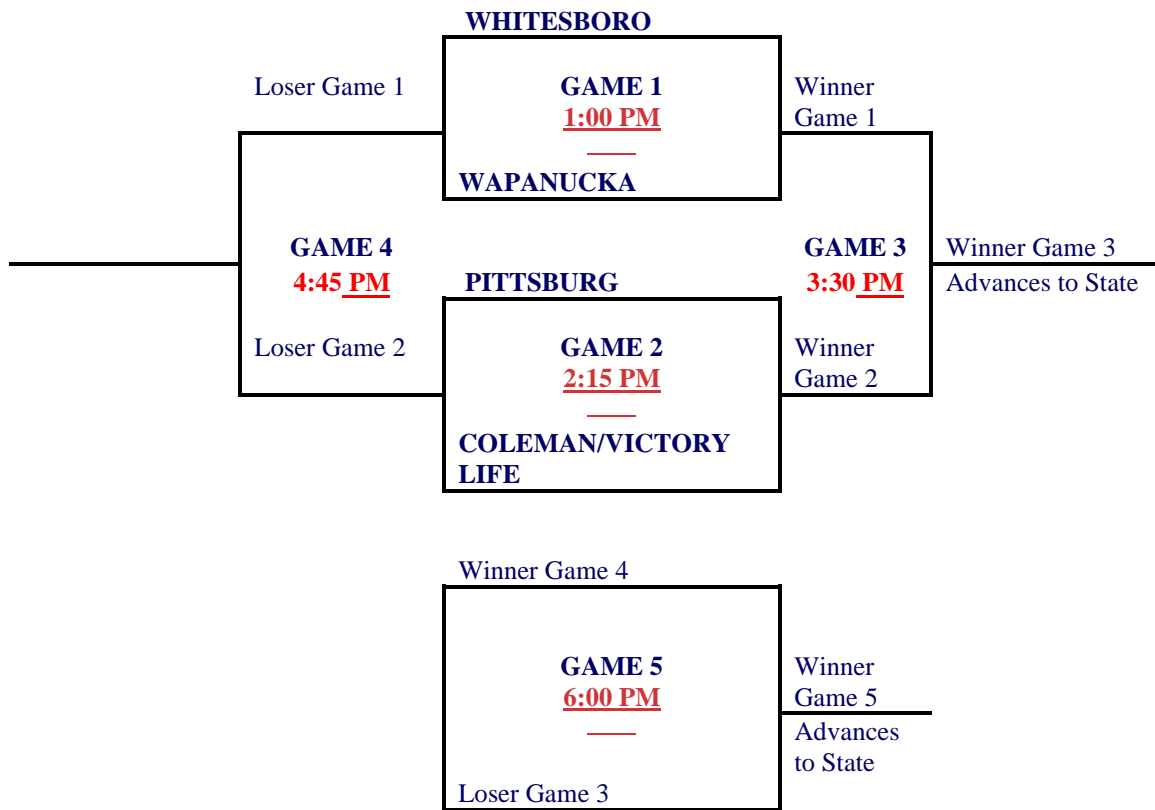 WHITESBORO
Loser Game 1
GAME 1
1:00 PM
Winner
Game 1
WAPANUCKA
GAME 4
4:45 PM
GAME 3
3:30 PM
Winner Game 3
Advances to State
PITTSBURG
Loser Game 2
GAME 2
2:15 PM
Winner
Game 2
COLEMAN/VICTORY
LIFE
Winner Game 4
GAME 5
6:00 PM
Winner
Game 5
Advances
to State
Loser Game 3